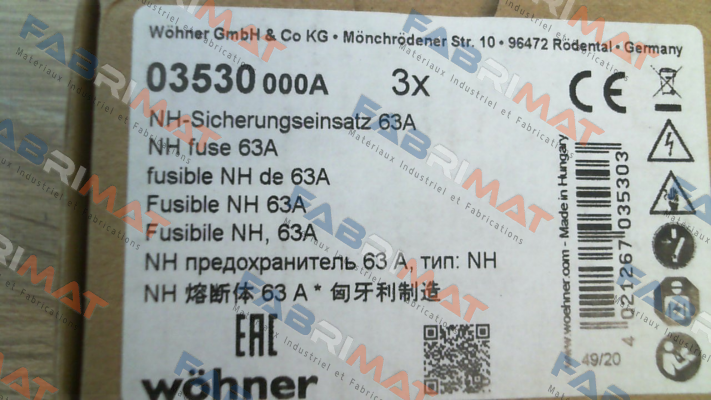 Wöhner GmbH & Co KG • Mönchrödener Str. 10 • 96472 Rödental • Germany
03530 000A 3x
CE
NH-Sicherungseinsatz 63A
NH fuse 63A
fusible NH de 63A
Fusible NH 63A
Fusibile NH, 63A
NH предохранитель 63 A, тип: NH
NH 熔断体 63 A * 匈牙利制造
EAC
wöhner
www.woehner.com - Made in Hungary
4 021267 035303
49/20
FABRIMAT
Materiaux Industriel et Fabrications